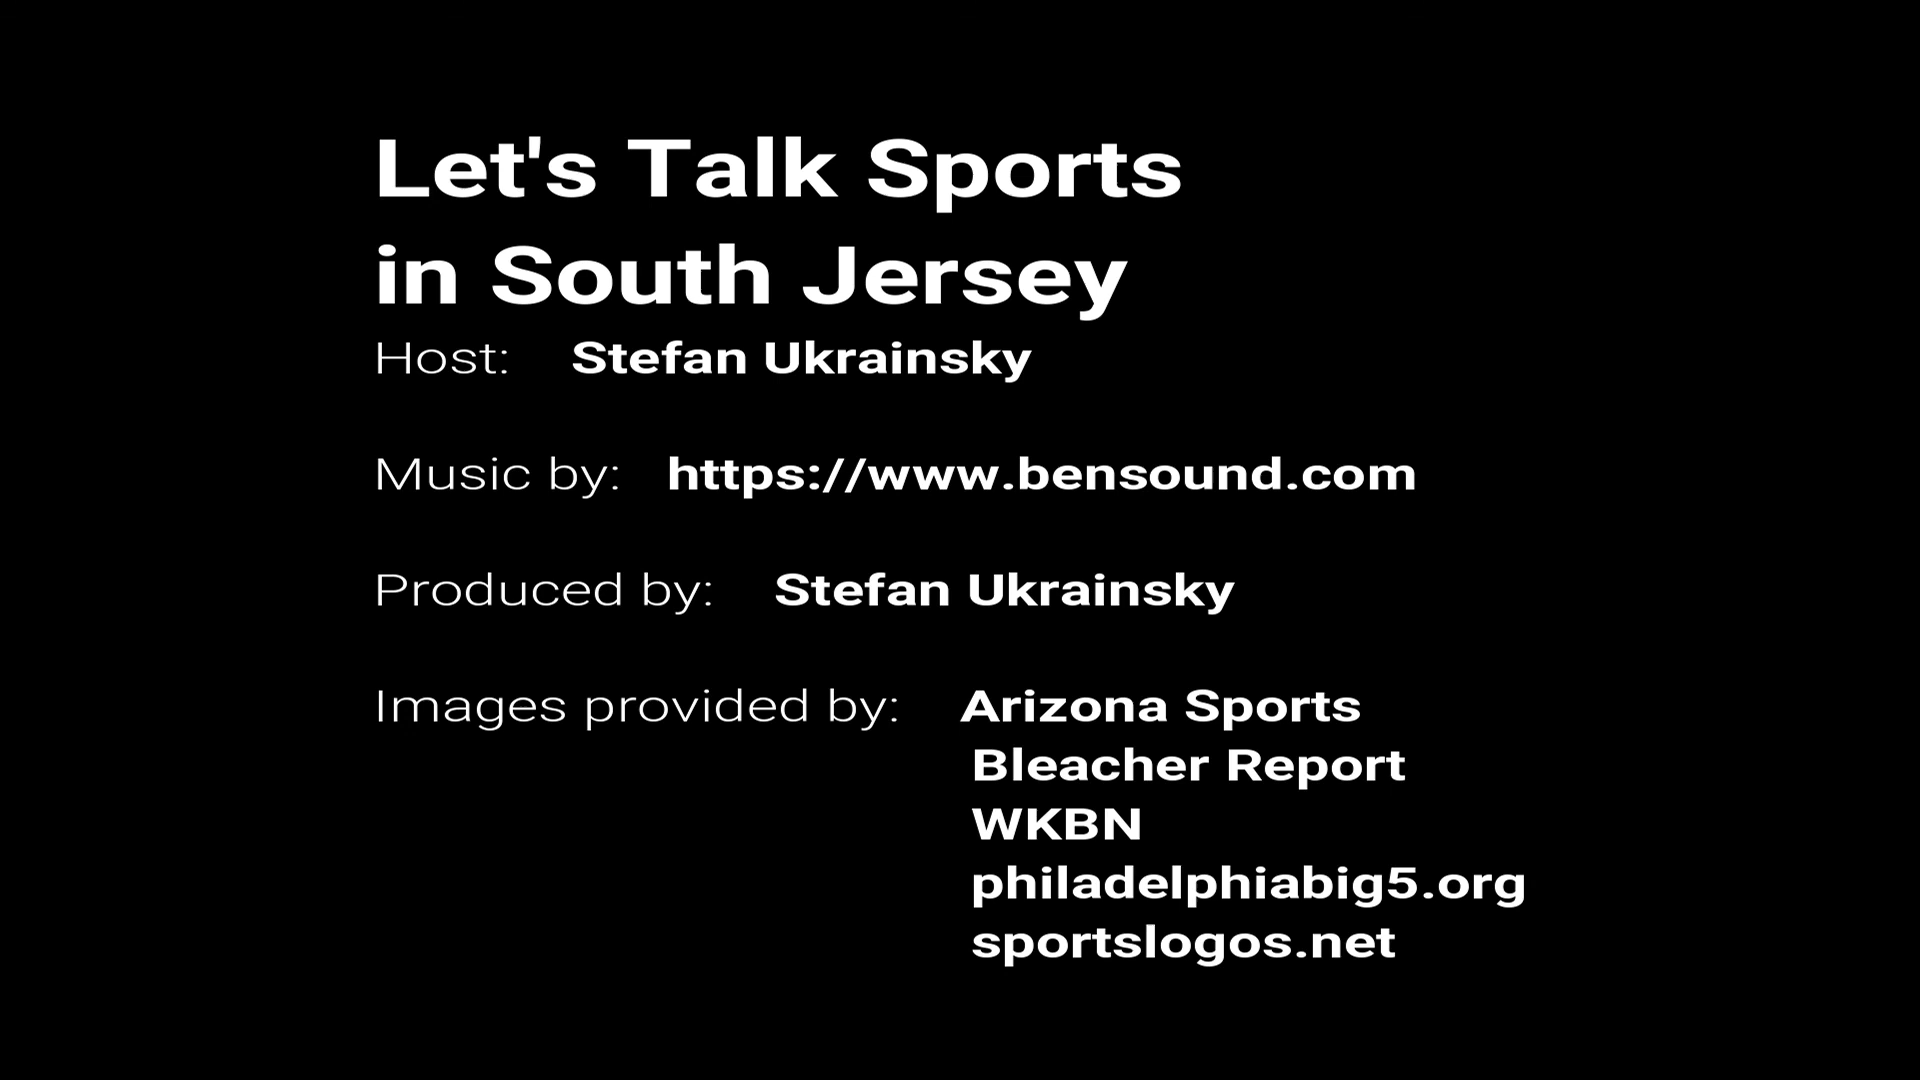 Let's Talk Sports
in South Jersey
Host: Stefan Ukrainsky
Music by: https://www.bensound.com
Produced by: Stefan Ukrainsky
Images provided by: Arizona Sports
Bleacher Report
WKBN
philadelphiabig5.org
sportslogos.net